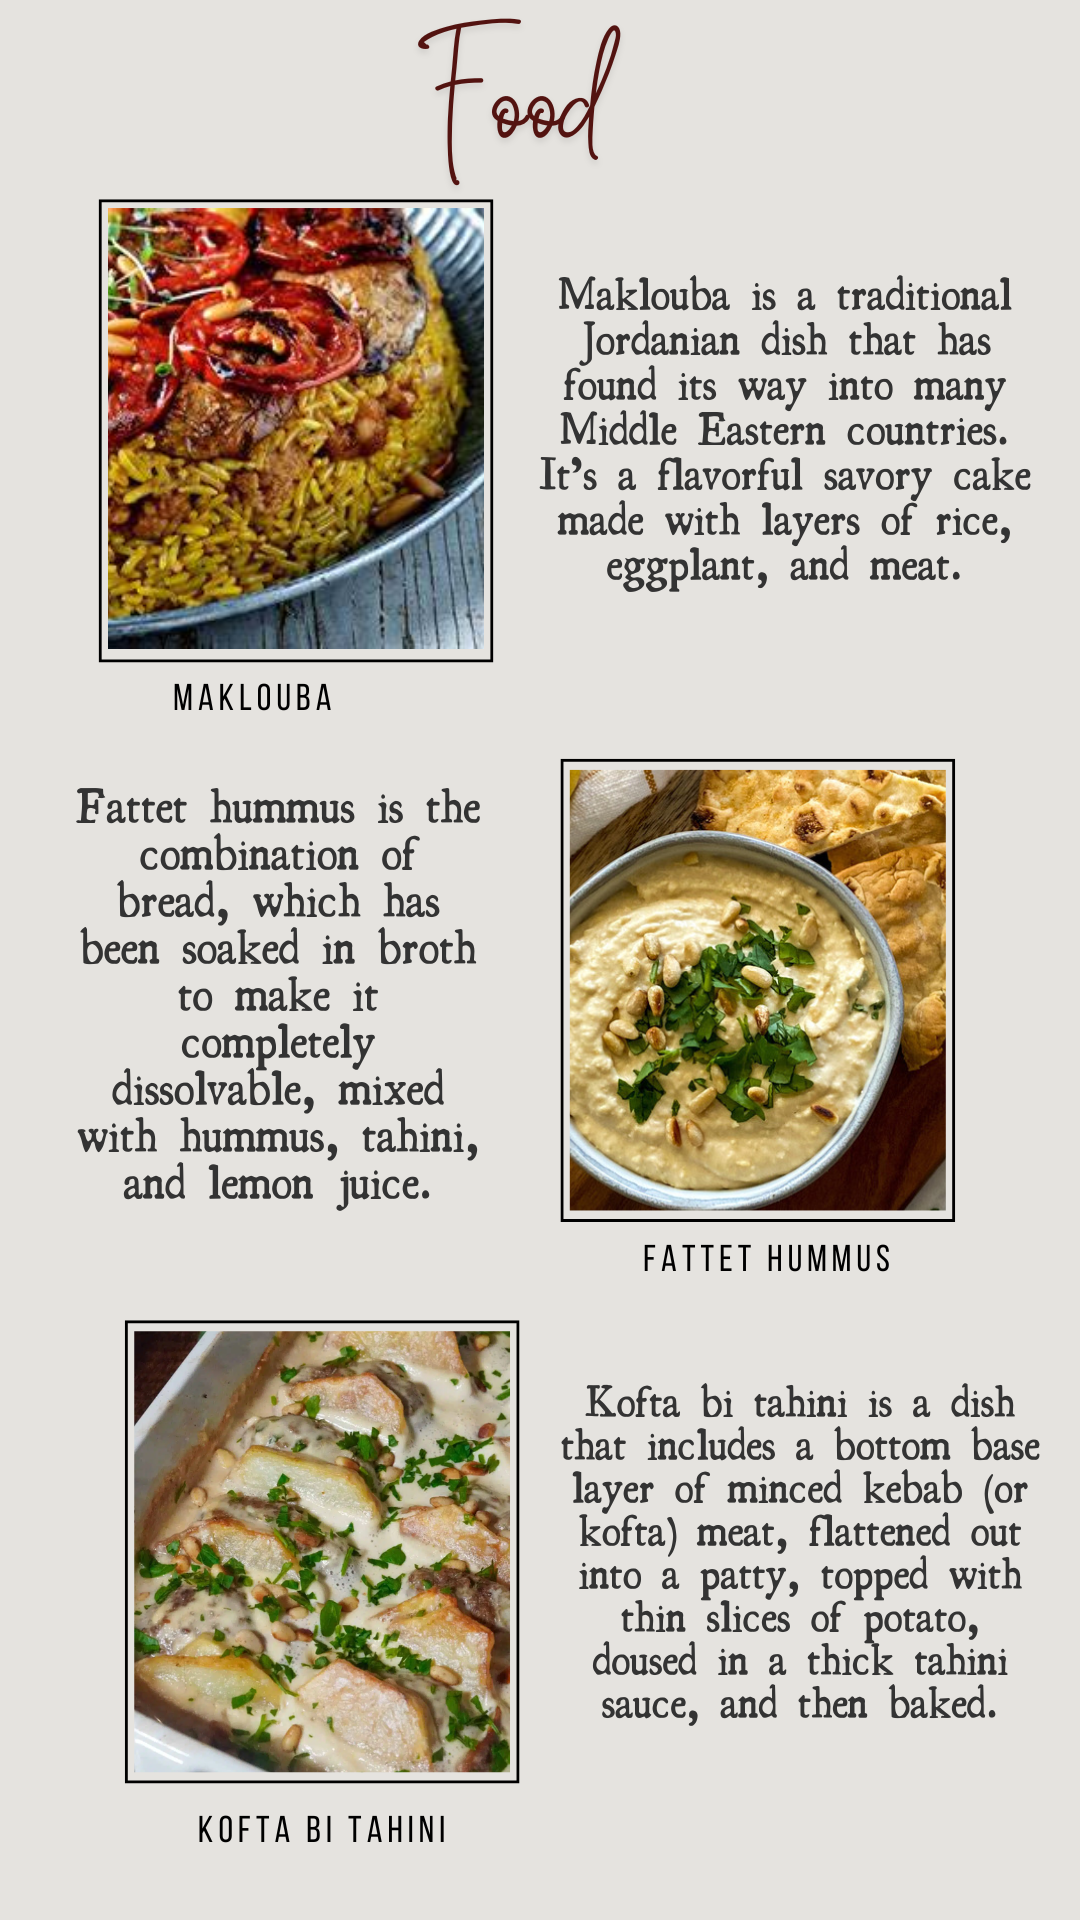 Food
Maklouba is a traditional
Jordanian dish that has
found its way into many
Middle Eastern countries.
It's a flavorful savory cake
made with layers of rice,
eggplant, and meat.
MAKLOUBA
Fattet hummus is the
combination of
bread, which has
been soaked in broth
to make it
completely
dissolvable, mixed
with hummus, tahini,
and lemon juice.
FATTET HUMMUS
Kofta bi tahini is a dish
that includes a bottom base
layer of minced kebab (or
kofta) meat, flattened out
into a patty, topped with
thin slices of potato,
doused in a thick tahini
sauce, and then baked.
KOFTA BI TAHINI